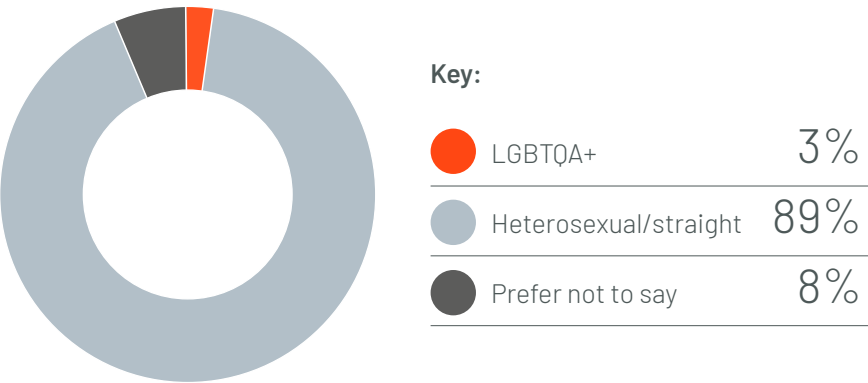 Key:
LGBTQA+ 3%
Heterosexual/straight 89%
Prefer not to say 8%